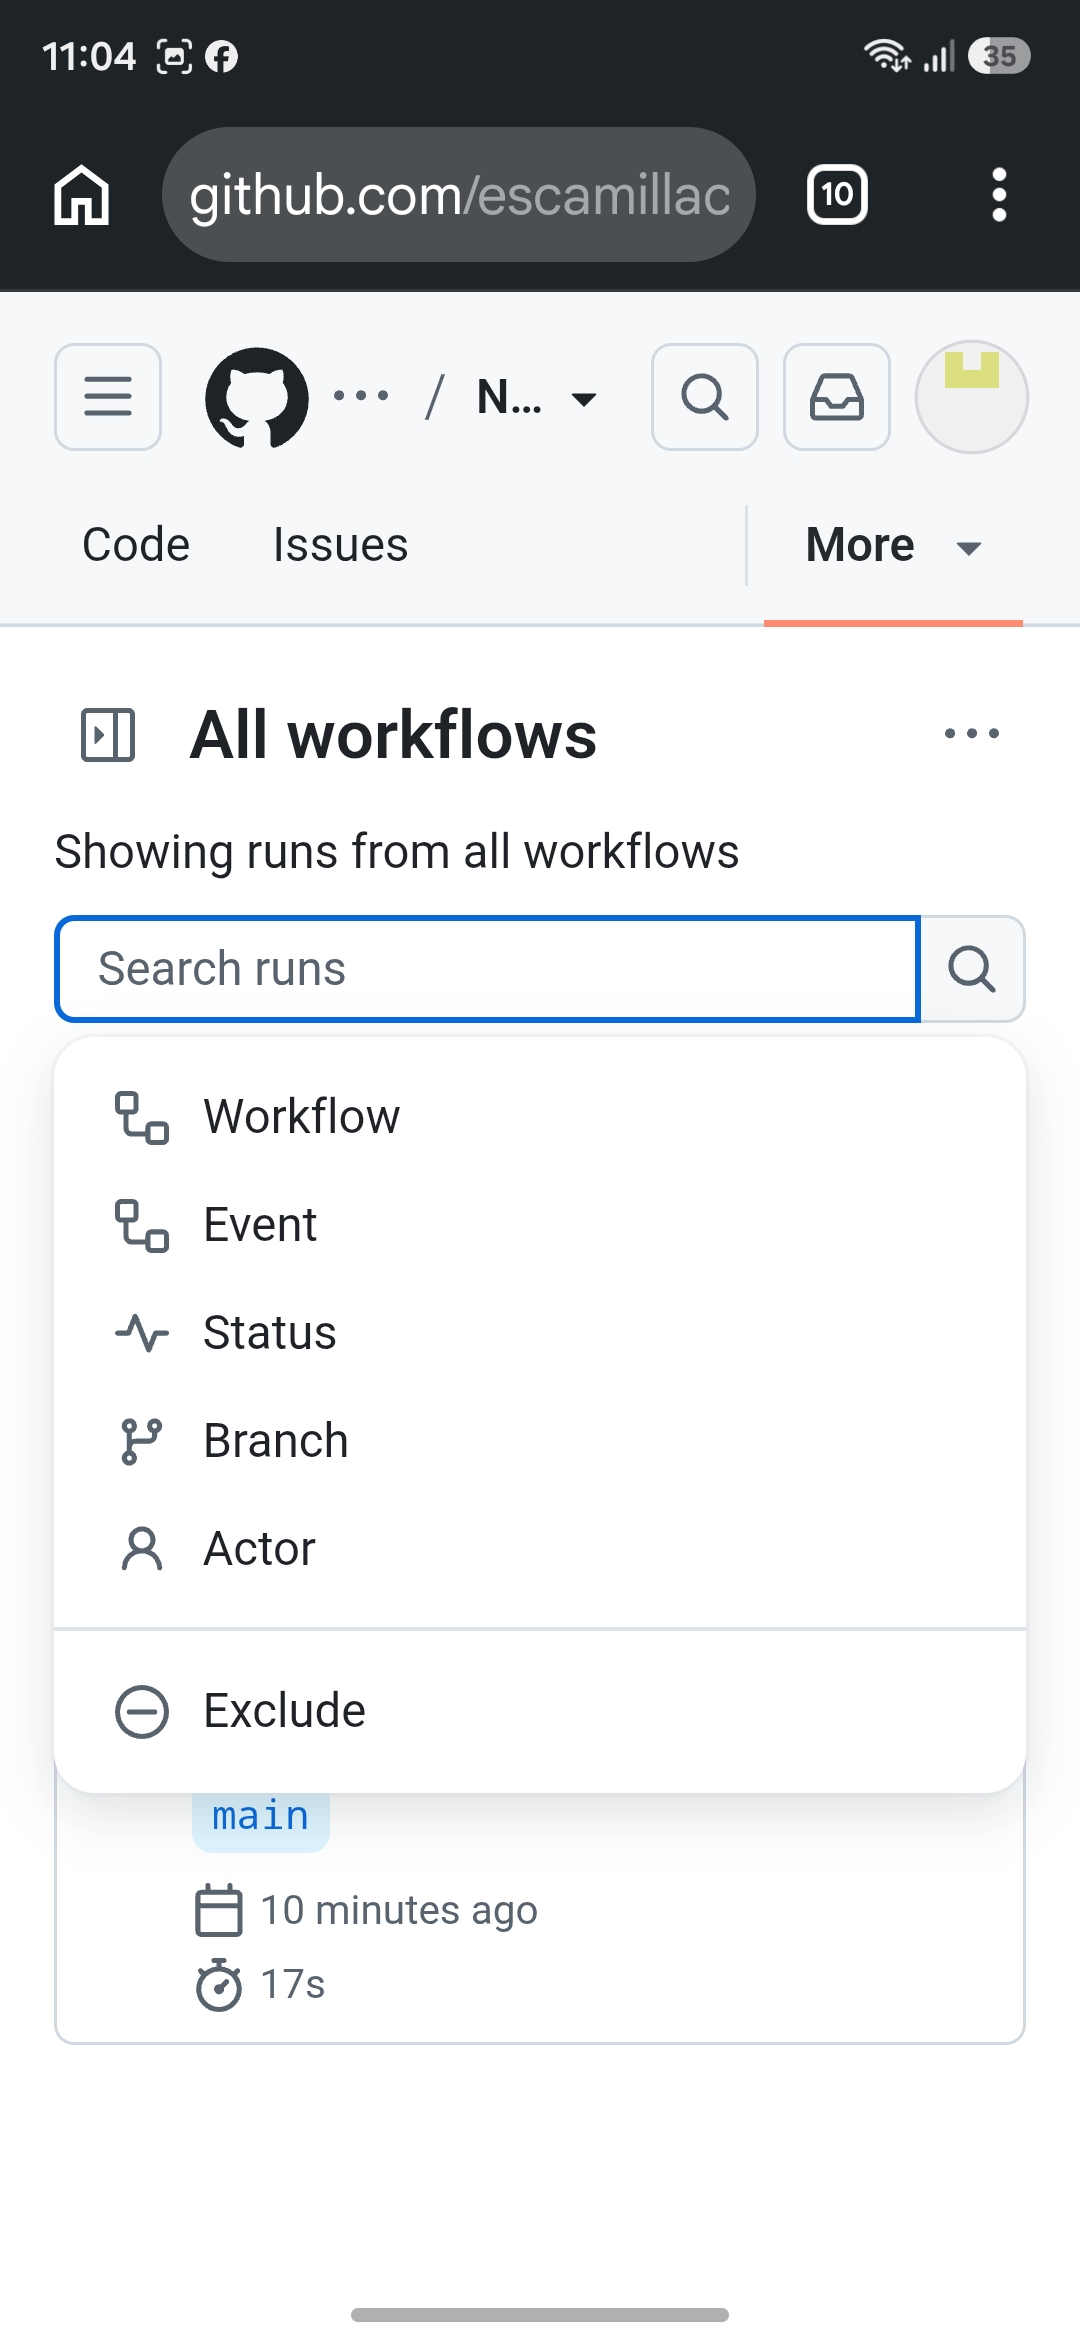 11:04
35
github.com/escamillac
10
/ N...
Code Issues More
All workflows
Showing runs from all workflows
Search runs
Workflow
Event
Status
Branch
Actor
Exclude
main
10 minutes ago
17s